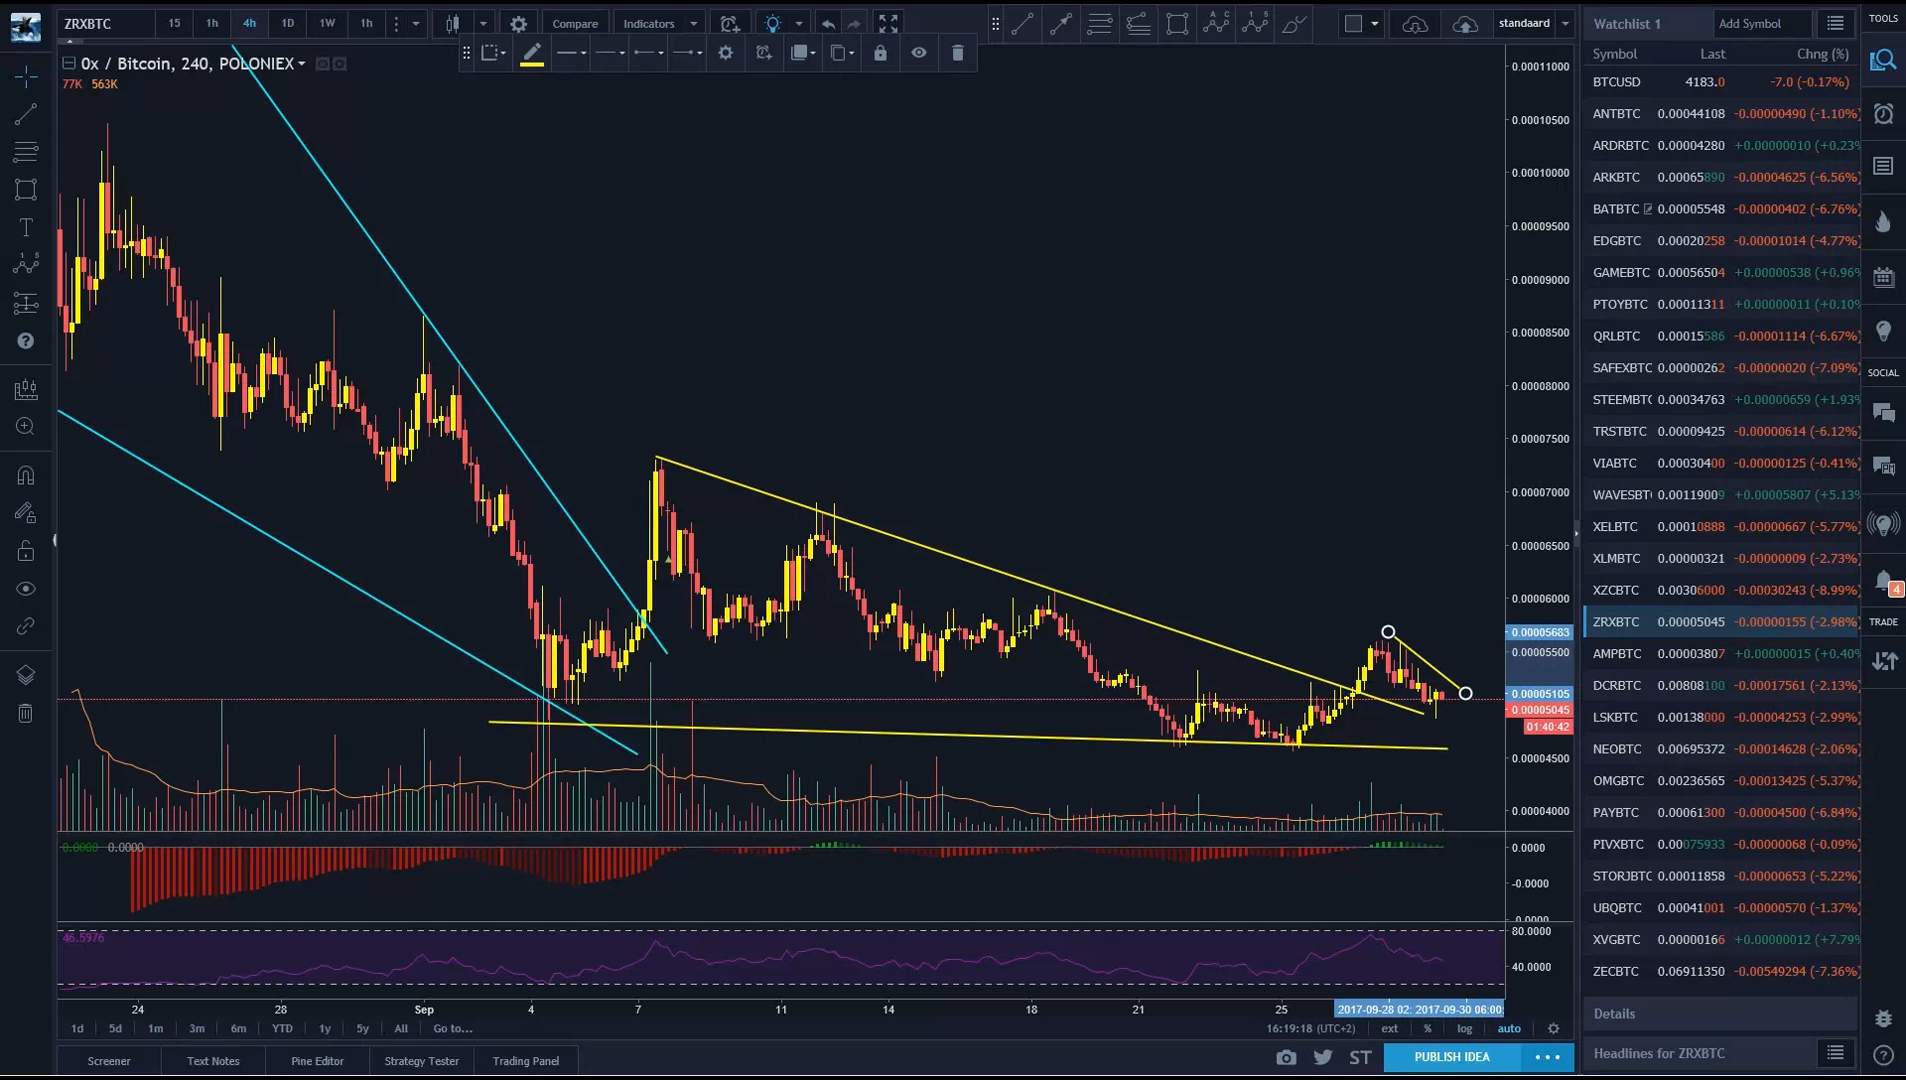 ZRXBTC 15 1h 4h 1D 1W 1h Compare Indicators standaard
0x / Bitcoin, 240, POLONIEX
77K 563K
0.00011000
0.00010500
0.00010000
0.00009500
0.00009000
0.00008500
0.00008000
0.00007500
0.00007000
0.00006500
0.00006000
0.00005683
0.00005500
0.00005105
0.00005045
01:40:42
0.00004500
0.00004000
0.0000 0.0000
0.0000
-0.0000
0.0000
46.5976
80.0000
40.0000
24 28 Sep 4 7 11 14 18 21 25 2017-09-28 02: 2017-09-30 06:00:
1d 5d 1m 3m 6m YTD 1y 5y All Go to... 16:19:18 (UTC+2) ext % log auto
Screener Text Notes Pine Editor Strategy Tester Trading Panel ST PUBLISH IDEA
Watchlist 1 Add Symbol
Symbol Last Chng (%)
BTCUSD 4183.0 -7.0 (-0.17%)
ANTBTC 0.00044108 -0.00000490 (-1.10%)
ARDRBTC 0.00004280 +0.00000010 (+0.23%
ARKBTC 0.00065890 -0.00004625 (-6.56%)
BATBTC 0.00005548 -0.00000402 (-6.76%)
EDGBTC 0.00020258 -0.00001014 (-4.77%)
GAMEBTC 0.00056504 +0.00000538 (+0.96%
PTOYBTC 0.00011311 +0.00000011 (+0.10%
QRLBTC 0.00015586 -0.00001114 (-6.67%)
SAFEXBTC 0.00000262 -0.00000020 (-7.09%)
STEEMBTC 0.00034763 +0.00000659 (+1.93%
TRSTBTC 0.00009425 -0.00000614 (-6.12%)
VIABTC 0.00030400 -0.00000125 (-0.41%)
WAVESBT 0.00119009 +0.00005807 (+5.13%
XELBTC 0.00010888 -0.00000667 (-5.77%)
XLMBTC 0.00000321 -0.00000009 (-2.73%)
XZCBTC 0.00306000 -0.00030243 (-8.99%)
ZRXBTC 0.00005045 -0.00000155 (-2.98%)
AMPBTC 0.00003807 +0.00000015 (+0.40%
DCRBTC 0.00808100 -0.00017561 (-2.13%)
LSKBTC 0.00138000 -0.00004253 (-2.99%)
NEOBTC 0.00695372 -0.00014628 (-2.06%)
OMGBTC 0.00236565 -0.00013425 (-5.37%)
PAYBTC 0.00061300 -0.00004500 (-6.84%)
PIVXBTC 0.00075933 -0.00000068 (-0.09%)
STORJBTC 0.00011858 -0.00000653 (-5.22%)
UBQBTC 0.00041001 -0.00000570 (-1.37%)
XVGBTC 0.00000166 +0.00000012 (+7.79%
ZECBTC 0.06911350 -0.00549294 (-7.36%)
Details
Headlines for ZRXBTC
TOOLS
SOCIAL
4
TRADE